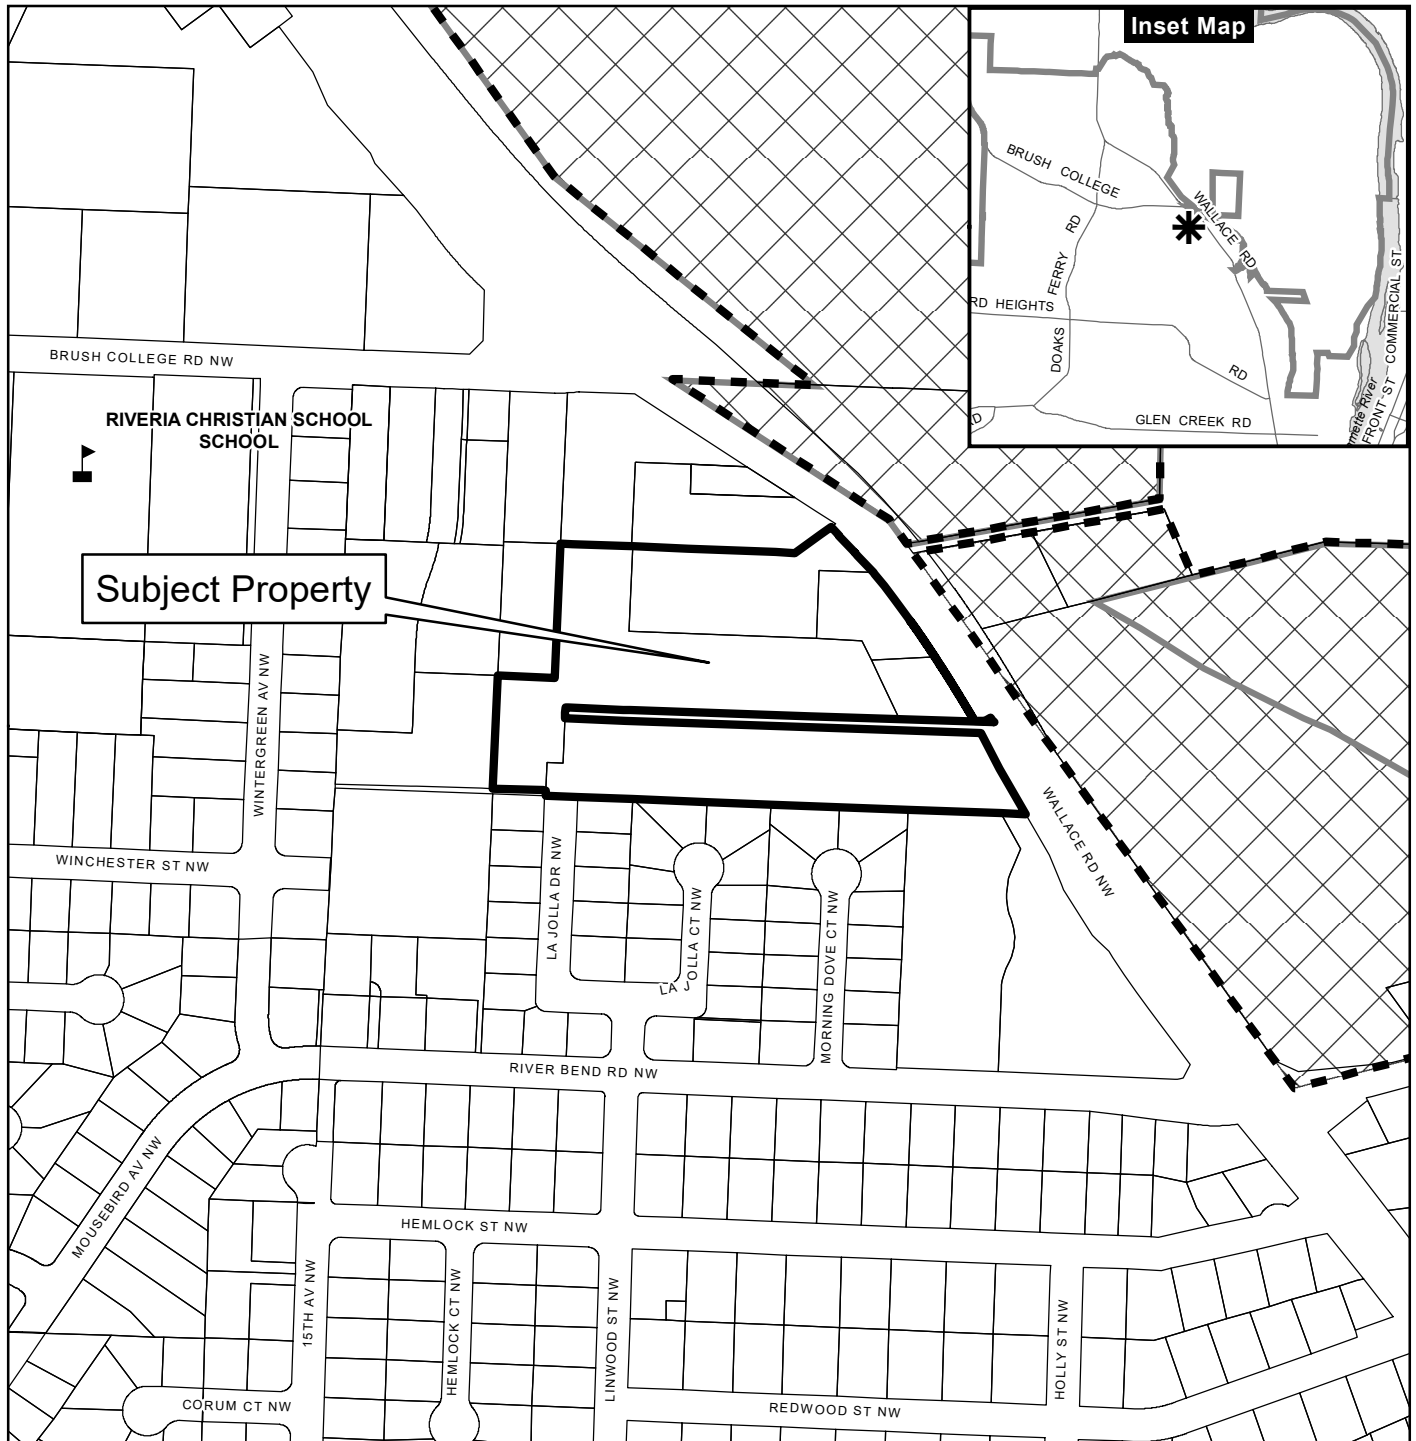 Inset Map
BRUSH COLLEGE
WALLACE RD
DOAKS FERRY RD
RD HEIGHTS
RD
RD
GLEN CREEK RD
FRONT ST
COMMERCIAL ST
River
BRUSH COLLEGE RD NW
RIVERIA CHRISTIAN SCHOOL
SCHOOL
Subject Property
WINTERGREEN AV NW
WINCHESTER ST NW
LA JOLLA DR NW
LA JOLLA CT NW
MORNING DOVE CT NW
WALLACE RD NW
RIVER BEND RD NW
MOUSEBIRD AV NW
HEMLOCK ST NW
15TH AV NW
HEMLOCK CT NW
LINWOOD ST NW
HOLLY ST NW
CORUM CT NW
REDWOOD ST NW